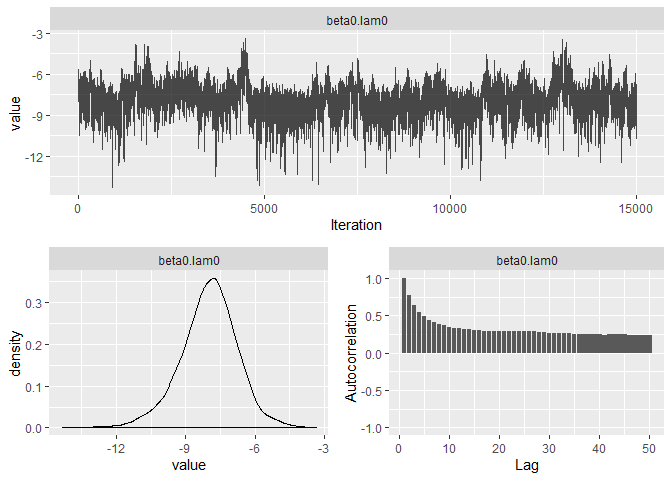 beta0.lam0
-3
-6
-9
-12
value
0 5000 10000 15000
Iteration
beta0.lam0
0.3
0.2
0.1
0.0
density
-12 -9 -6 -3
value
beta0.lam0
1.0
0.5
0.0
-0.5
-1.0
Autocorrelation
0 10 20 30 40 50
Lag